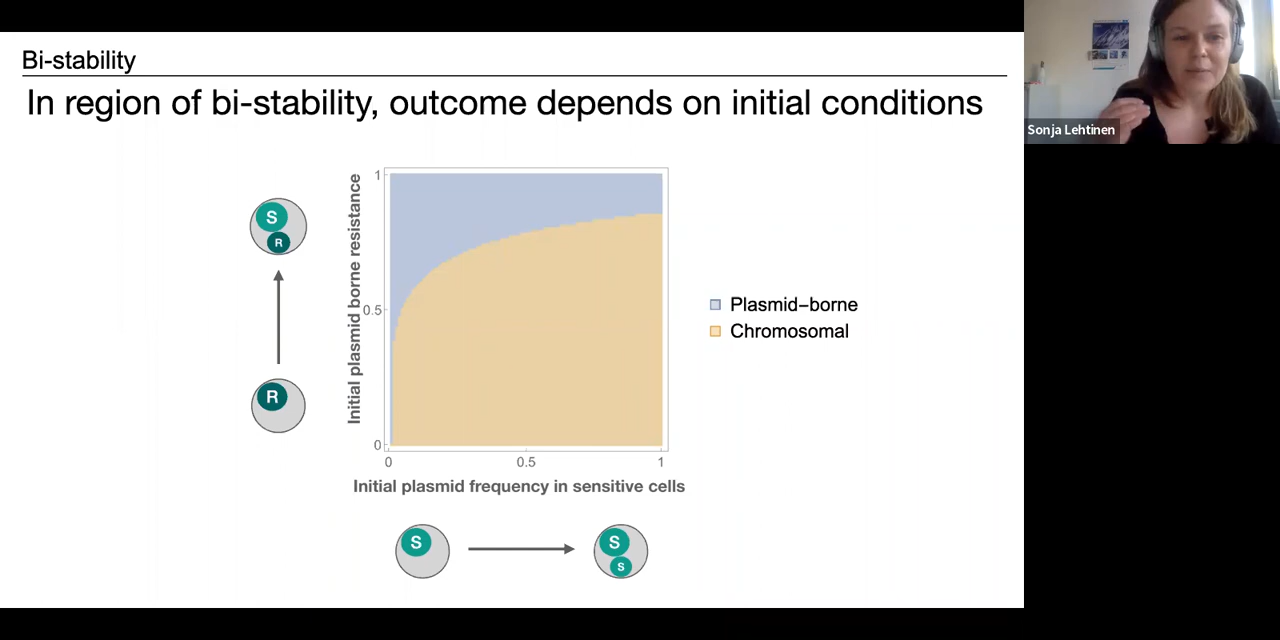 Bi-stability
In region of bi-stability, outcome depends on initial conditions
Sonja Lehtinen
Initial plasmid borne resistance
1
0.5
0
0
0.5
1
Initial plasmid frequency in sensitive cells
S
R
R
Plasmid–borne
Chromosomal
S
S
S